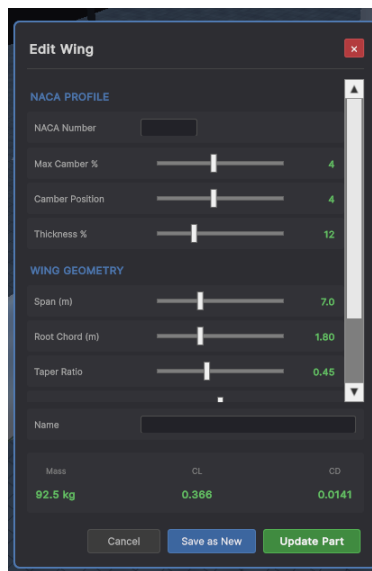 Edit Wing ×
NACA PROFILE
NACA Number
Max Camber % 4
Camber Position 4
Thickness % 12
WING GEOMETRY
Span (m) 7.0
Root Chord (m) 1.80
Taper Ratio 0.45
Name
Mass CL CD
92.5 kg 0.366 0.0141
Cancel Save as New Update Part